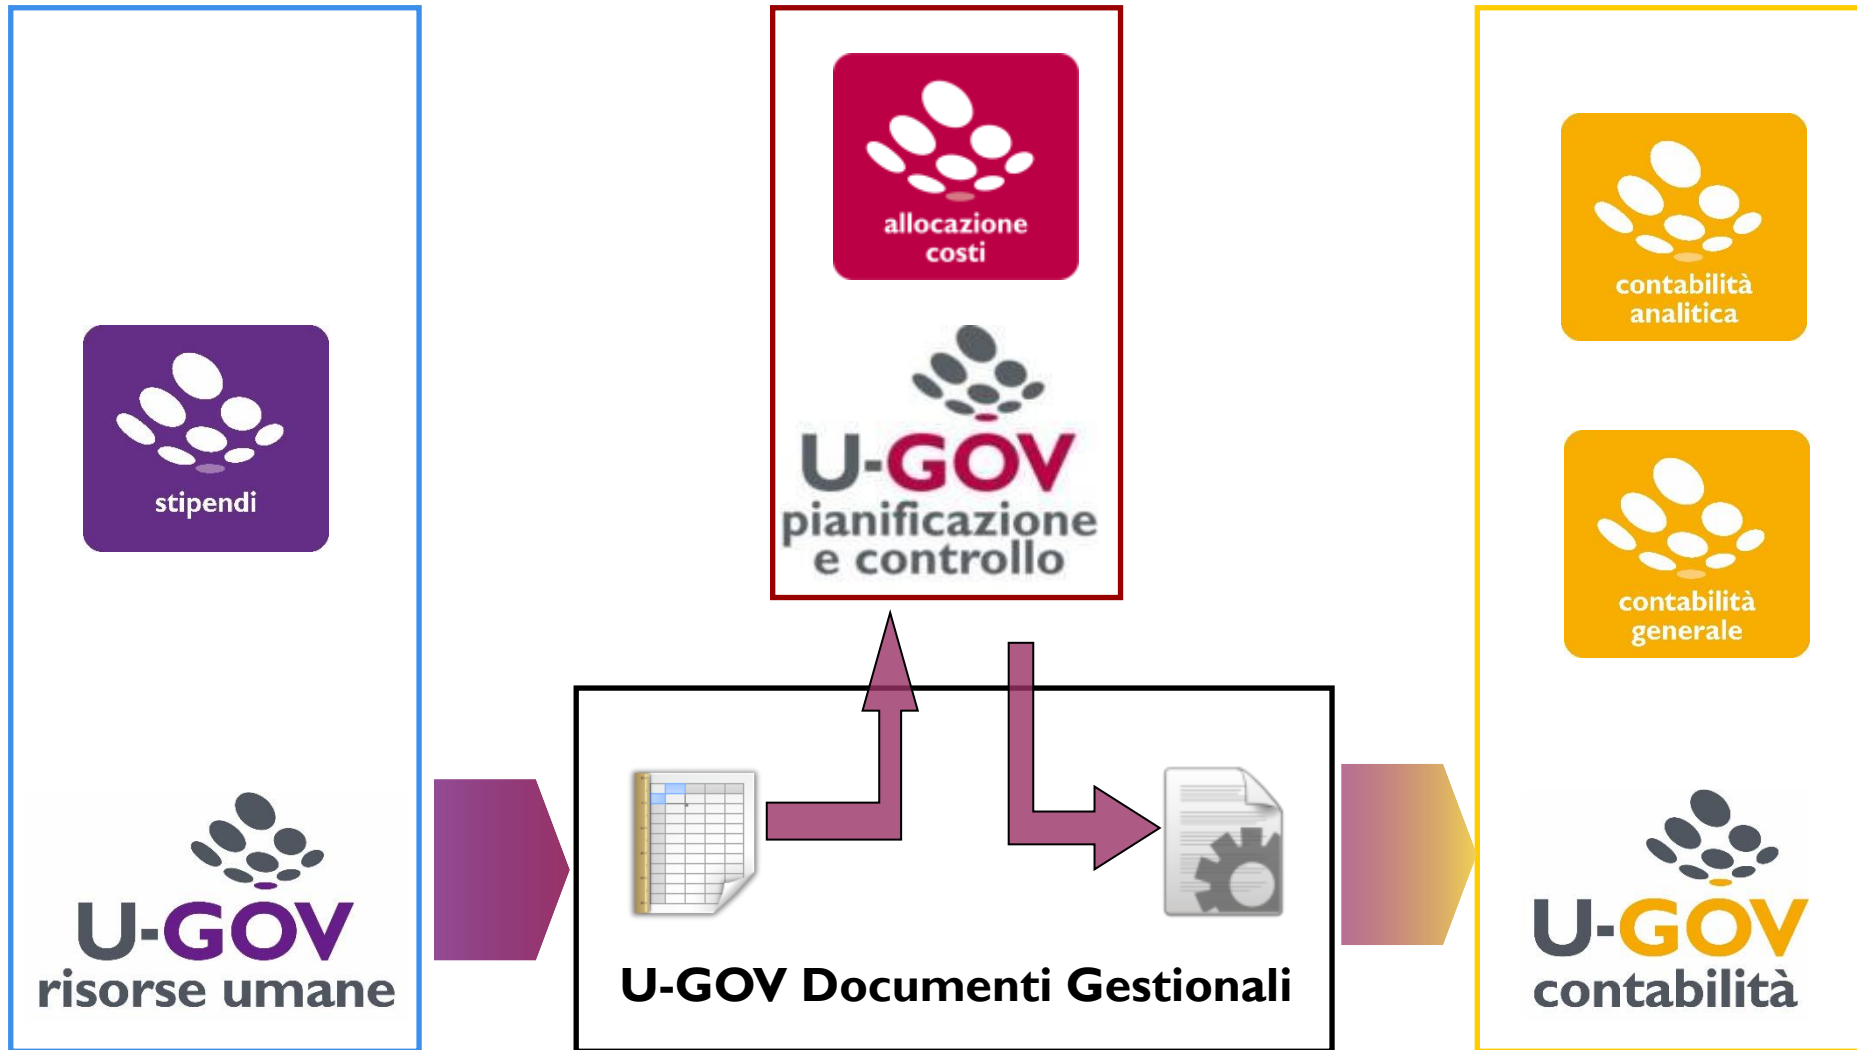 stipendi
U-GOV
risorse umane
allocazione
costi
U-GOV
pianificazione
e controllo
U-GOV Documenti Gestionali
contabilità
analitica
contabilità
generale
U-GOV
contabilità